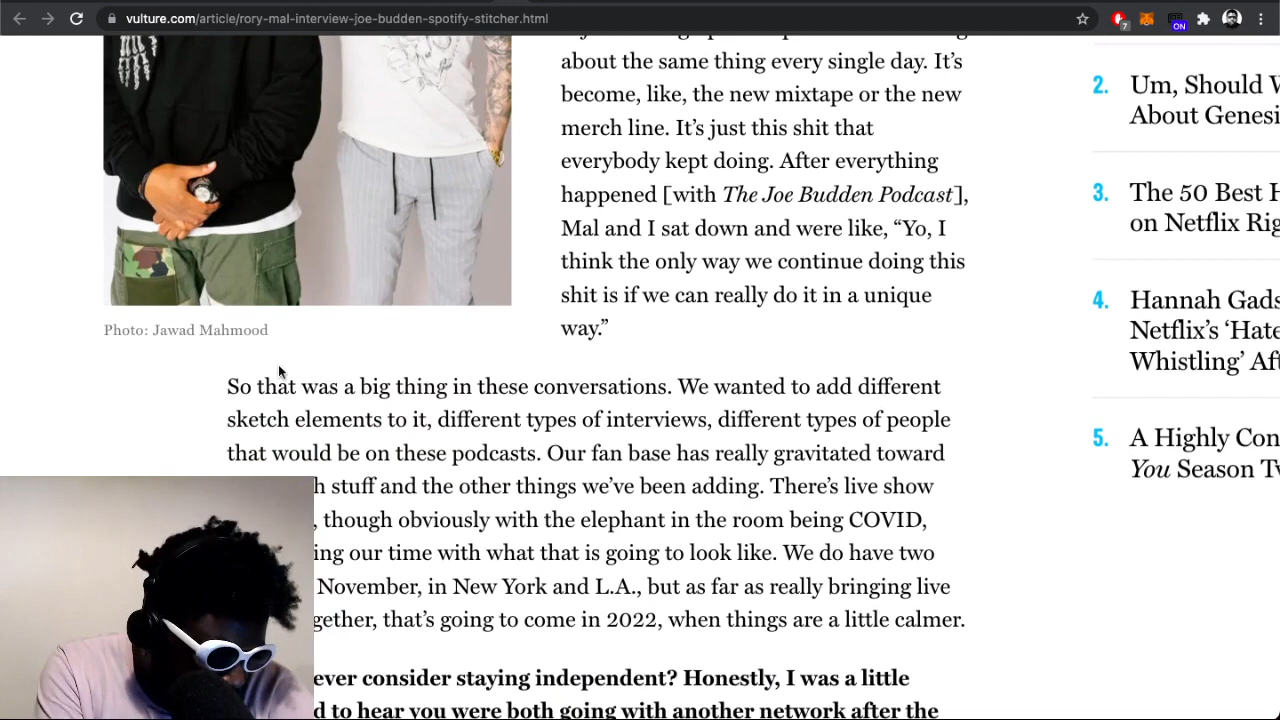 vulture.com/article/rory-mal-interview-joe-budden-spotify-stitcher.html
7
ON
about the same thing every single day. It’s
become, like, the new mixtape or the new
merch line. It’s just this shit that
everybody kept doing. After everything
happened [with The Joe Budden Podcast],
Mal and I sat down and were like, “Yo, I
think the only way we continue doing this
shit is if we can really do it in a unique
way.”
Photo: Jawad Mahmood
So that was a big thing in these conversations. We wanted to add different
sketch elements to it, different types of interviews, different types of people
that would be on these podcasts. Our fan base has really gravitated toward
h stuff and the other things we’ve been adding. There’s live show
, though obviously with the elephant in the room being COVID,
ing our time with what that is going to look like. We do have two
November, in New York and L.A., but as far as really bringing live
gether, that’s going to come in 2022, when things are a little calmer.
ever consider staying independent? Honestly, I was a little
d to hear you were both going with another network after the
2. Um, Should W
About Genesi
3. The 50 Best H
on Netflix Rig
4. Hannah Gads
Netflix’s ‘Hate
Whistling’ Aft
5. A Highly Con
You Season Tw